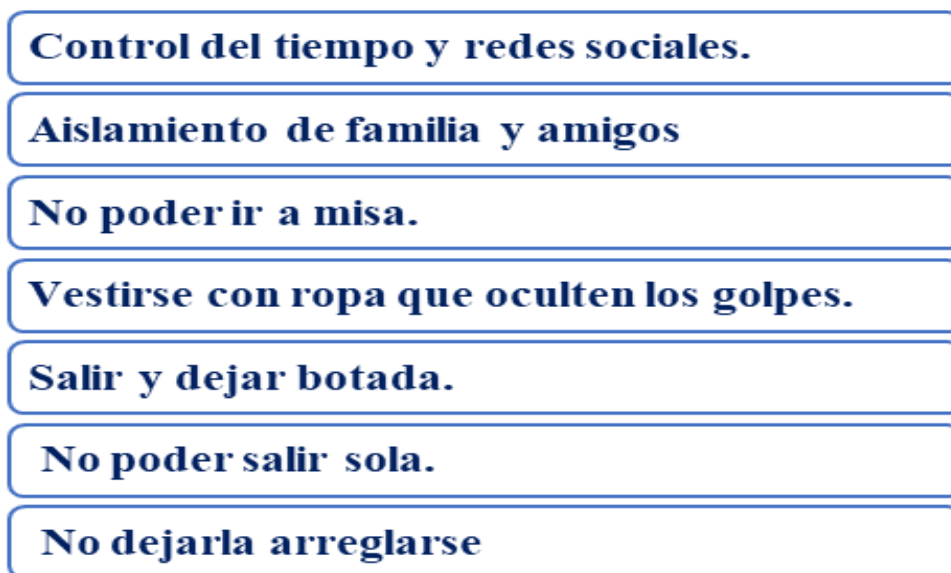 Control del tiempo y redes sociales.
Aislamiento de familia y amigos
No poder ir a misa.
Vestirse con ropa que oculten los golpes.
Salir y dejar botada.
No poder salir sola.
No dejarla arreglarse